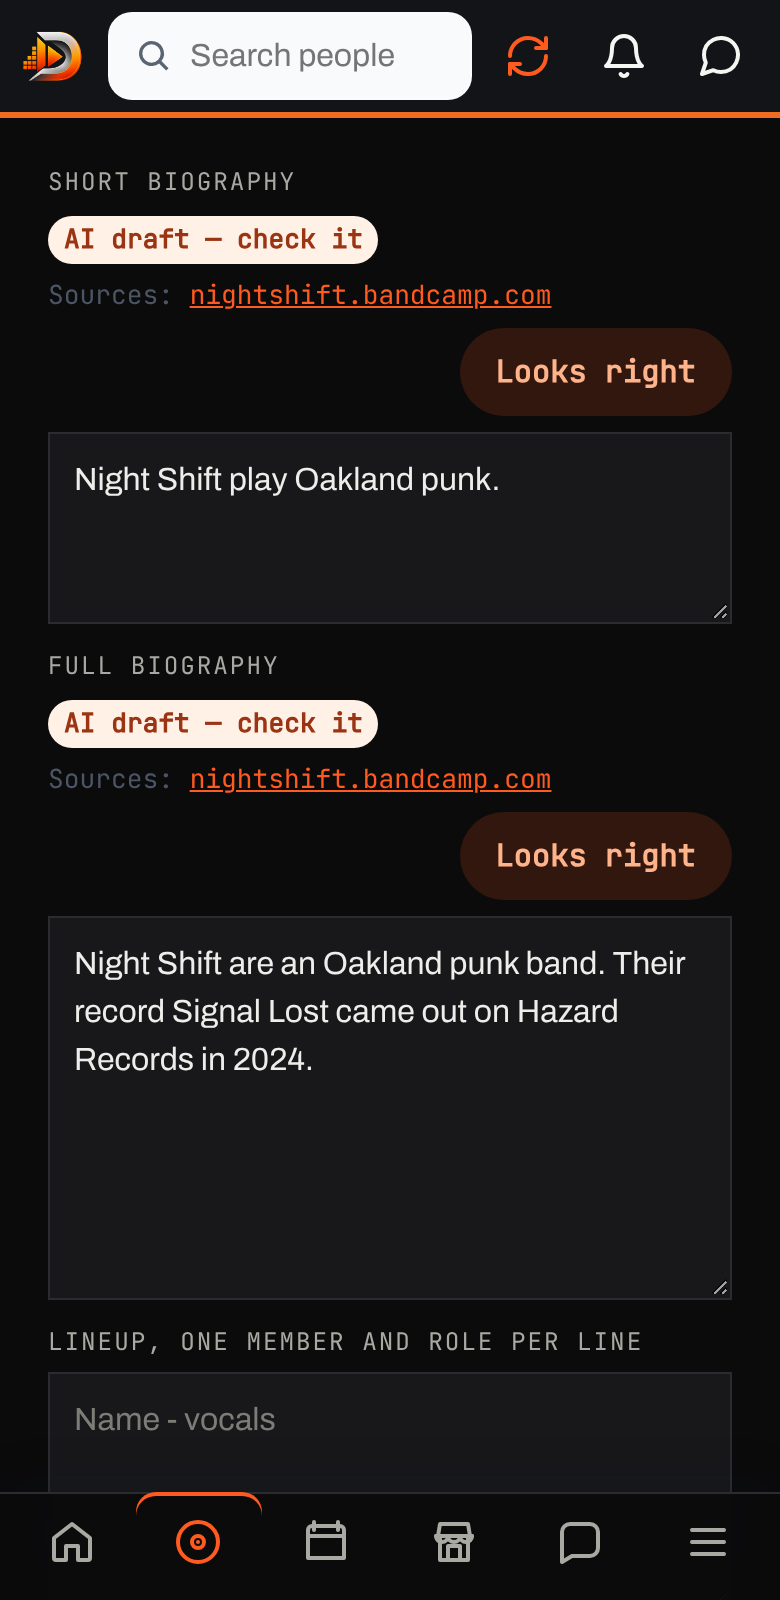 Search people
SHORT BIOGRAPHY
AI draft — check it
Sources: nightshift.bandcamp.com
Looks right
Night Shift play Oakland punk.
FULL BIOGRAPHY
AI draft — check it
Sources: nightshift.bandcamp.com
Looks right
Night Shift are an Oakland punk band. Their
record Signal Lost came out on Hazard
Records in 2024.
LINEUP, ONE MEMBER AND ROLE PER LINE
Name - vocals